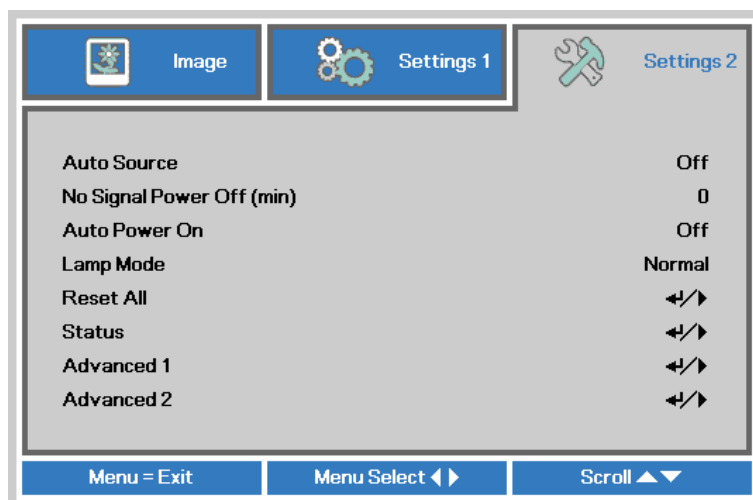 Image Settings 1 Settings 2
Auto Source Off
No Signal Power Off (min) 0
Auto Power On Off
Lamp Mode Normal
Reset All ↵/▶
Status ↵/▶
Advanced 1 ↵/▶
Advanced 2 ↵/▶
Menu = Exit Menu Select ◀▶ Scroll ▲▼